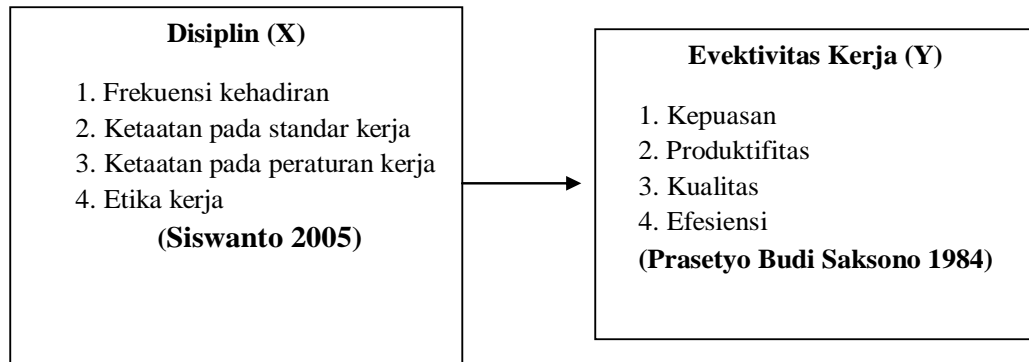 Disiplin (X)
1. Frekuensi kehadiran
2. Ketaatan pada standar kerja
3. Ketaatan pada peraturan kerja
4. Etika kerja
(Siswanto 2005)
Evektivitas Kerja (Y)
1. Kepuasan
2. Produktifitas
3. Kualitas
4. Efesiensi
(Prasetyo Budi Saksono 1984)